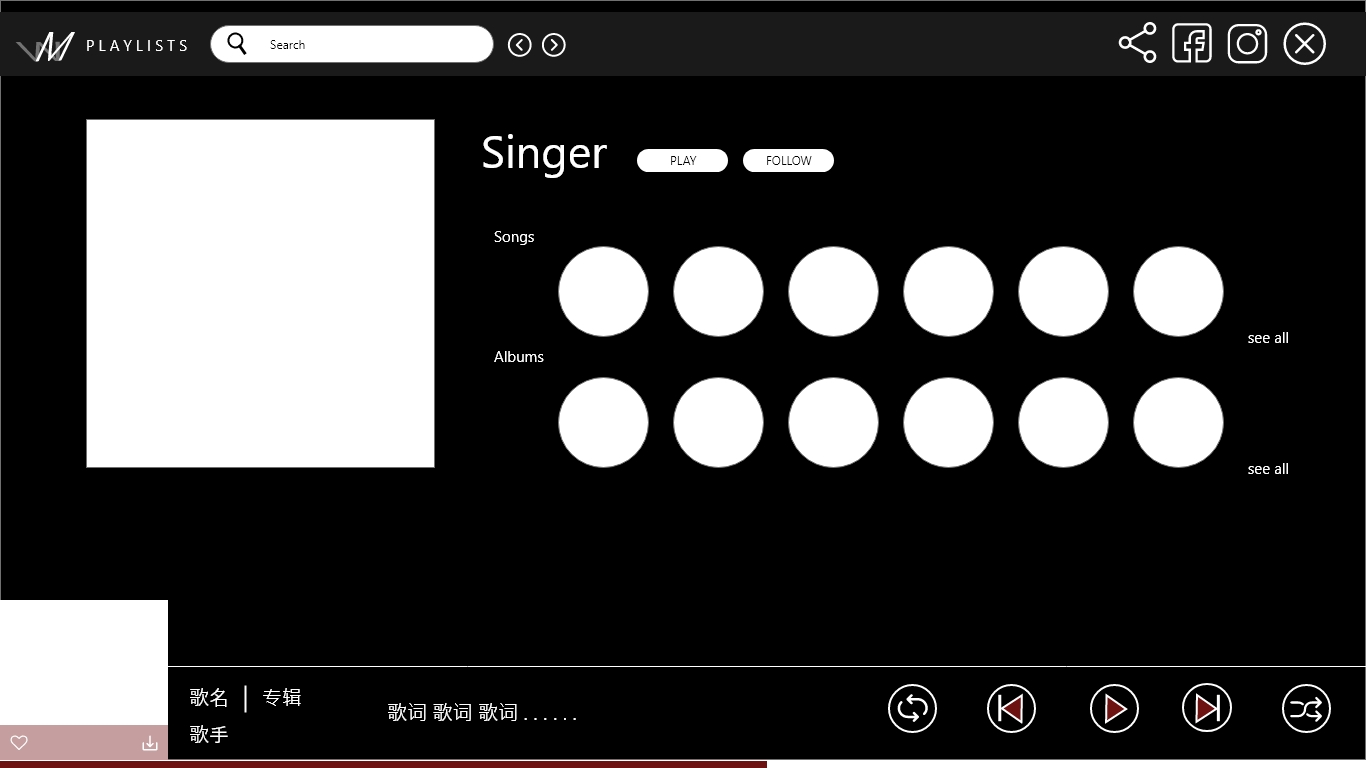 PLAYLISTS
Search
Singer
PLAY
FOLLOW
Songs
see all
Albums
see all
歌名 | 专辑
歌手
歌词 歌词 歌词 . . . . . .